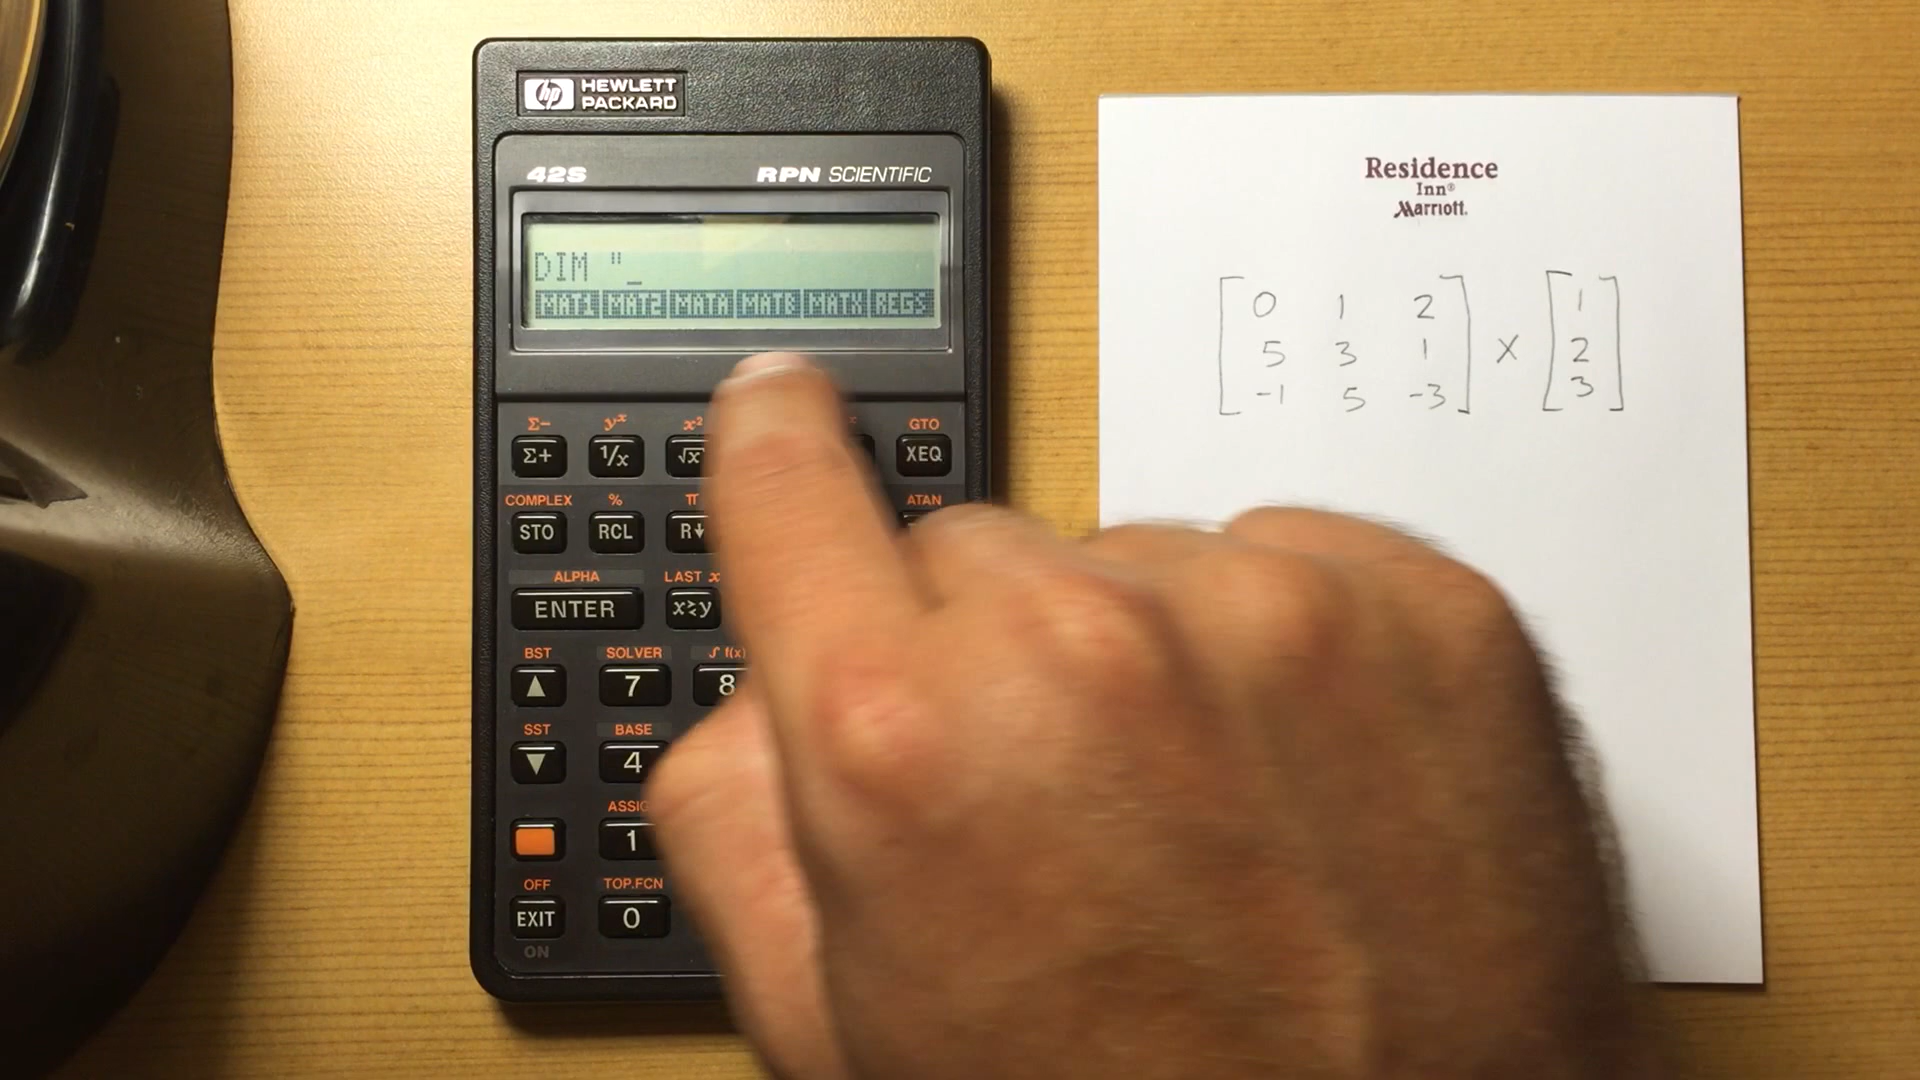 HEWLETT
PACKARD
42S RPN SCIENTIFIC
DIM "_
MAT1 MAT2 MATA MATB MATX REGS
Σ- yˣ x² GTO
Σ+ 1/x √x XEQ
COMPLEX % π ATAN
STO RCL R↓
ALPHA LAST x
ENTER x≷y
BST SOLVER ∫f(x)
▲ 7 8
SST BASE
▼ 4
1
OFF TOP.FCN
EXIT 0
ON
Residence
Inn®
Marriott.
0 1 2 1
5 3 1 X 2
-1 5 -3 3